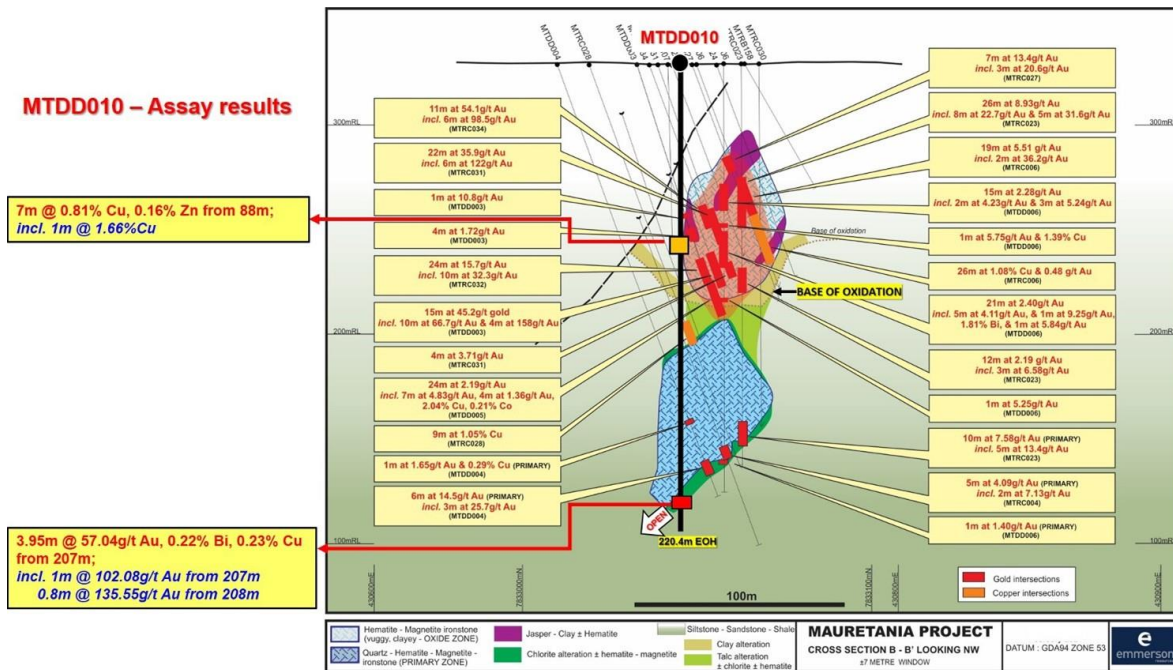 MTDD010 – Assay results
7m @ 0.81% Cu, 0.16% Zn from 88m;
incl. 1m @ 1.66%Cu
3.95m @ 57.04g/t Au, 0.22% Bi, 0.23% Cu
from 207m;
incl. 1m @ 102.08g/t Au from 207m
0.8m @ 135.55g/t Au from 208m
MTDD010
MTDD004
MTRC028
MTDD003
34
31
07
27
36
24
36
MTRC023
MTRB158
MTRC030
300mRL
200mRL
100mRL
11m at 54.1g/t Au
incl. 6m at 98.5g/t Au
(MTRC034)
22m at 35.9g/t Au
incl. 6m at 122g/t Au
(MTRC031)
1m at 10.8g/t Au
(MTDD003)
4m at 1.72g/t Au
(MTDD003)
24m at 15.7g/t Au
incl. 10m at 32.3g/t Au
(MTRC032)
15m at 45.2g/t gold
incl. 10m at 66.7g/t Au & 4m at 158g/t Au
(MTDD003)
4m at 3.71g/t Au
(MTRC031)
24m at 2.19g/t Au
incl. 7m at 4.83g/t Au, 4m at 1.36g/t Au,
2.04% Cu, 0.21% Co
(MTDD005)
9m at 1.05% Cu
(MTRC028)
1m at 1.65g/t Au & 0.29% Cu (PRIMARY)
(MTDD004)
6m at 14.5g/t Au (PRIMARY)
incl. 3m at 25.7g/t Au
(MTDD004)
7m at 13.4g/t Au
incl. 3m at 20.6g/t Au
(MTRC027)
26m at 8.93g/t Au
incl. 8m at 22.7g/t Au & 5m at 31.6g/t Au
(MTRC023)
19m at 5.51 g/t Au
incl. 2m at 36.2g/t Au
(MTRC006)
15m at 2.28g/t Au
incl. 2m at 4.23g/t Au & 3m at 5.24g/t Au
(MTDD006)
1m at 5.75g/t Au & 1.39% Cu
(MTDD006)
26m at 1.08% Cu & 0.48 g/t Au
(MTRC006)
21m at 2.40g/t Au
incl. 5m at 4.11g/t Au, & 1m at 9.25g/t Au,
1.81% Bi, & 1m at 5.84g/t Au
(MTDD006)
12m at 2.19 g/t Au
incl. 3m at 6.58g/t Au
(MTRC023)
1m at 5.25g/t Au
(MTDD006)
10m at 7.58g/t Au (PRIMARY)
incl. 5m at 13.4g/t Au
(MTRC023)
5m at 4.09g/t Au (PRIMARY)
incl. 2m at 7.13g/t Au
(MTRC004)
1m at 1.40g/t Au (PRIMARY)
(MTDD006)
300mRL
200mRL
100mRL
Base of oxidation
BASE OF OXIDATION
OPEN
220.4m EOH
Gold intersections
Copper intersections
430600mE
7833000mN
100m
7833100mN
430800mE
430900mE
Hematite - Magnetite ironstone
(vuggy, clayey - OXIDE ZONE)
Quartz - Hematite - Magnetite -
ironstone (PRIMARY ZONE)
Jasper - Clay ± Hematite
Chlorite alteration ± hematite - magnetite
Siltstone - Sandstone - Shale
Clay alteration
Talc alteration
± chlorite ± hematite
MAURETANIA PROJECT
CROSS SECTION B - B' LOOKING NW
±7 METRE WINDOW
DATUM : GDA94 ZONE 53
e
emmerson